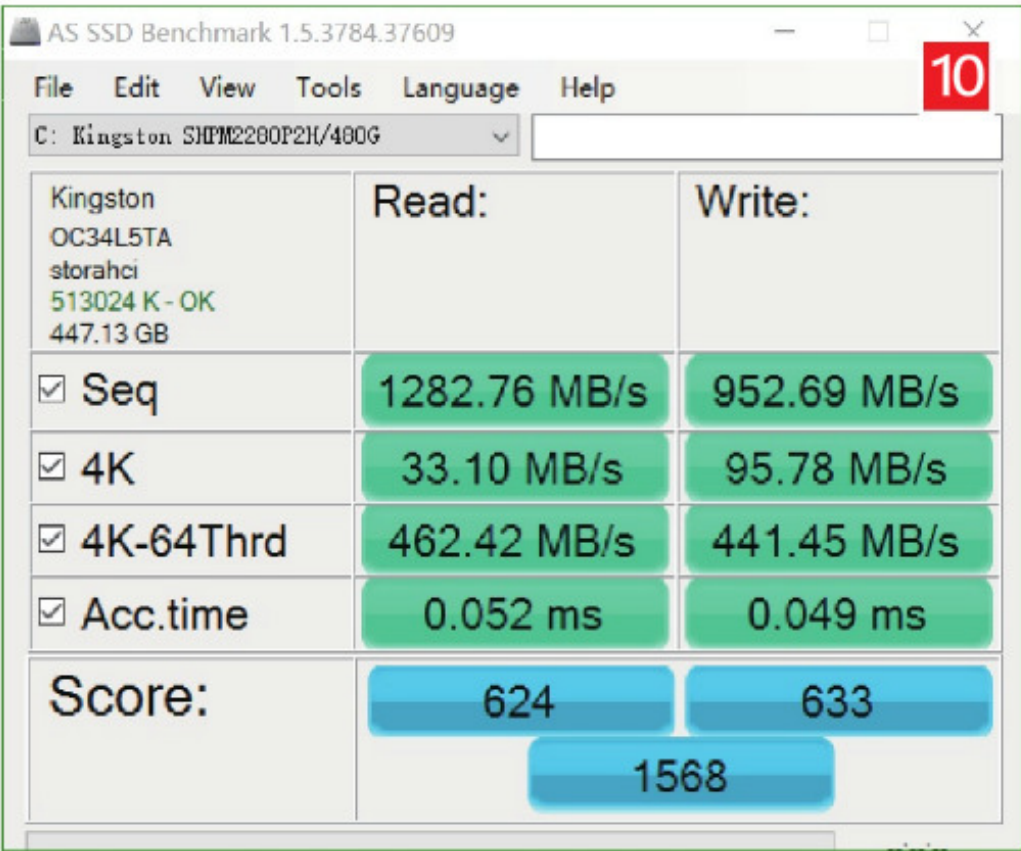 AS SSD Benchmark 1.5.3784.37609
10
File Edit View Tools Language Help
C: Kingston SHPM2280P2H/480G
Kingston
OC34L5TA
storahci
513024 K - OK
447.13 GB
Read: Write:
Seq 1282.76 MB/s 952.69 MB/s
4K 33.10 MB/s 95.78 MB/s
4K-64Thrd 462.42 MB/s 441.45 MB/s
Acc.time 0.052 ms 0.049 ms
Score: 624 633
1568